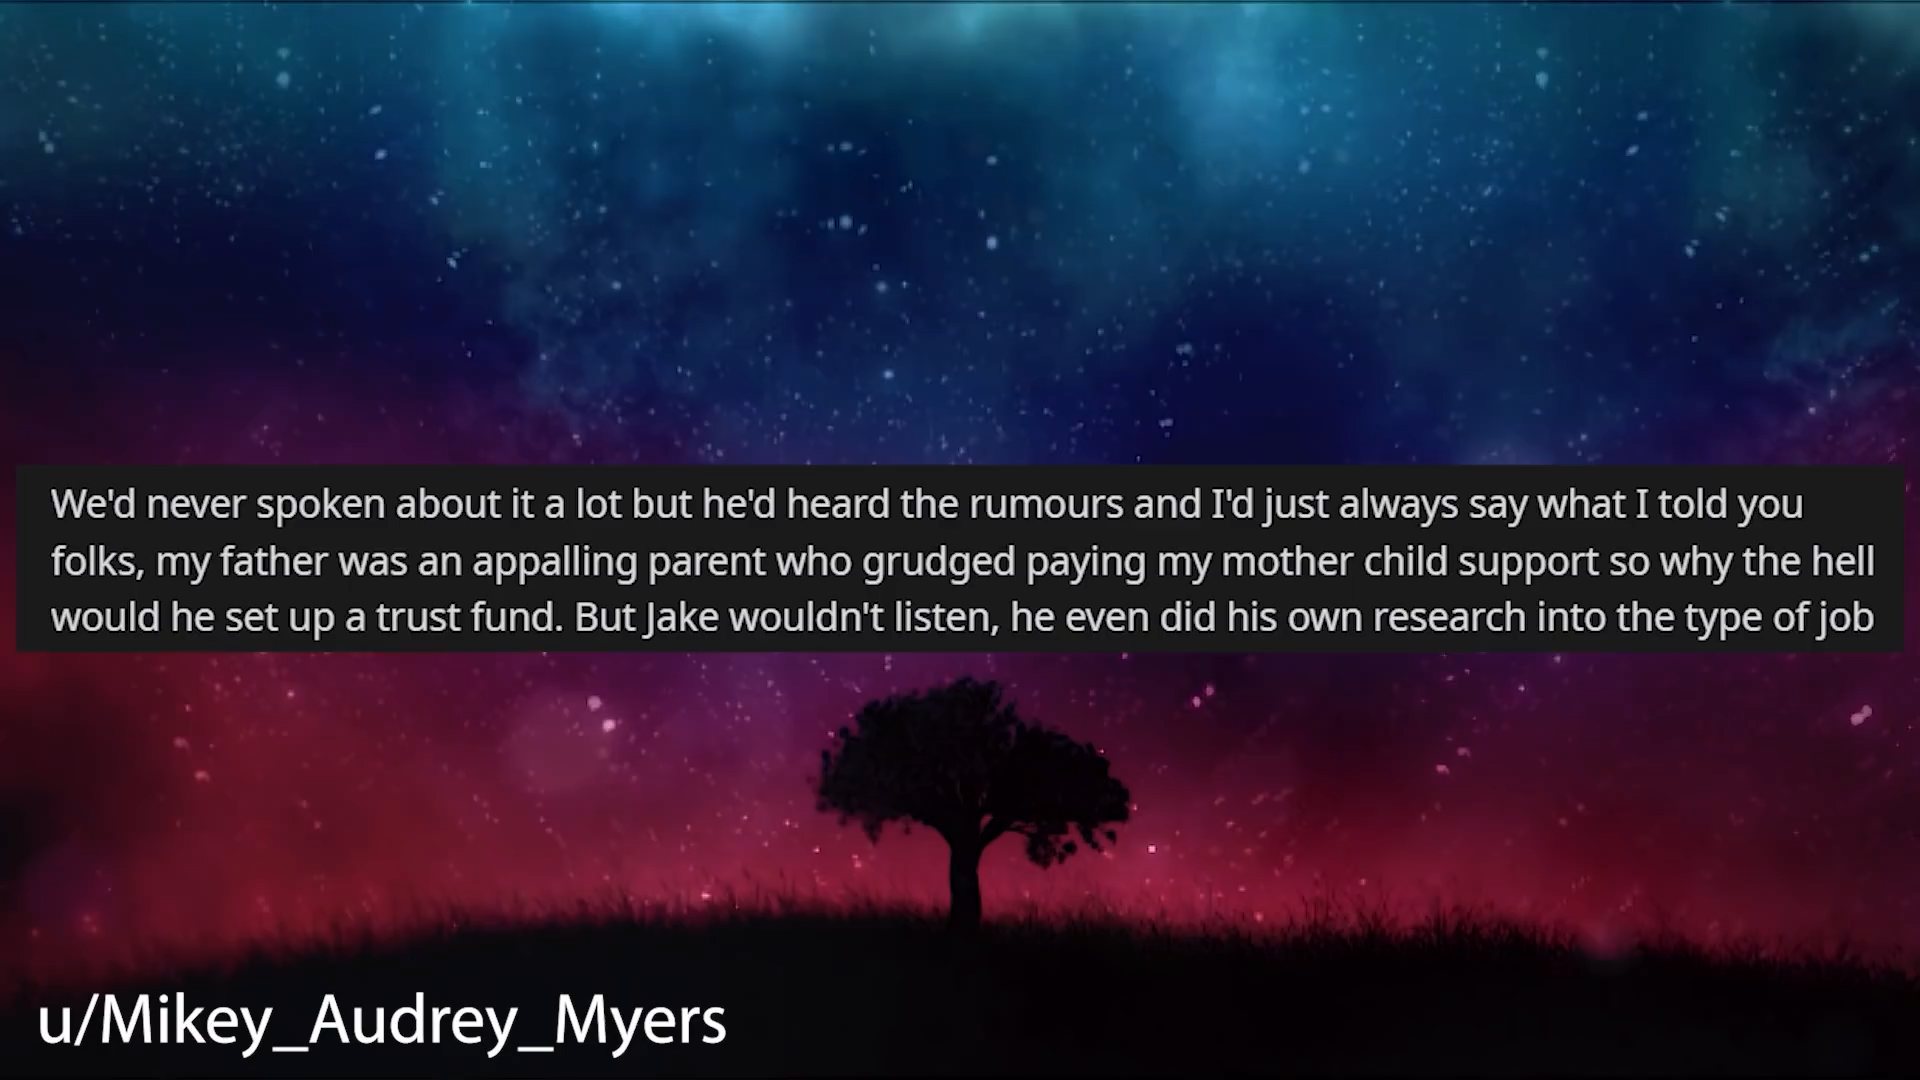 We'd never spoken about it a lot but he'd heard the rumours and I'd just always say what I told you
folks, my father was an appalling parent who grudged paying my mother child support so why the hell
would he set up a trust fund. But Jake wouldn't listen, he even did his own research into the type of job
u/Mikey_Audrey_Myers